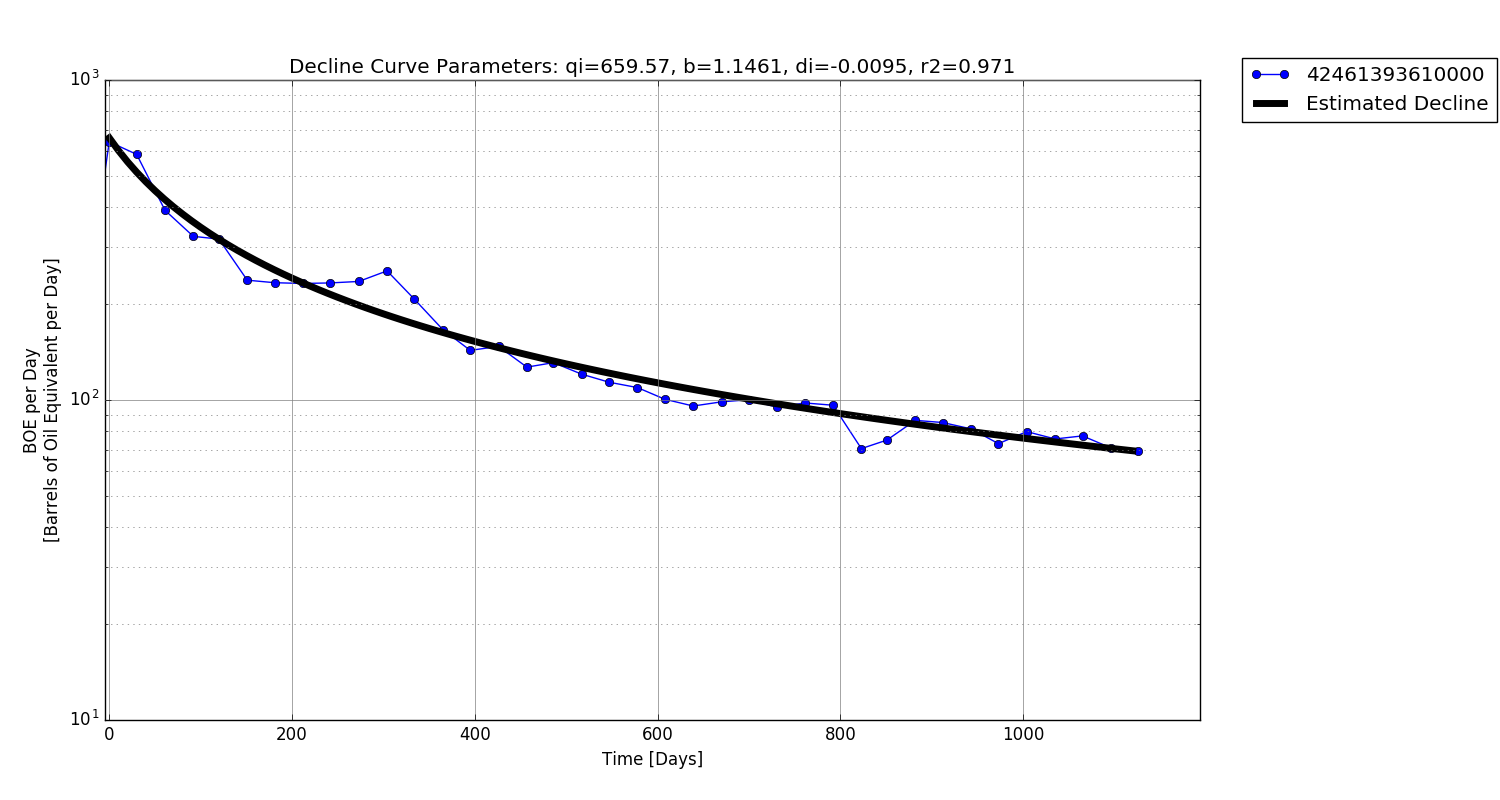 Decline Curve Parameters: qi=659.57, b=1.1461, di=-0.0095, r2=0.971
42461393610000
Estimated Decline
10³
10²
10¹
BOE per Day
[Barrels of Oil Equivalent per Day]
0 200 400 600 800 1000
Time [Days]